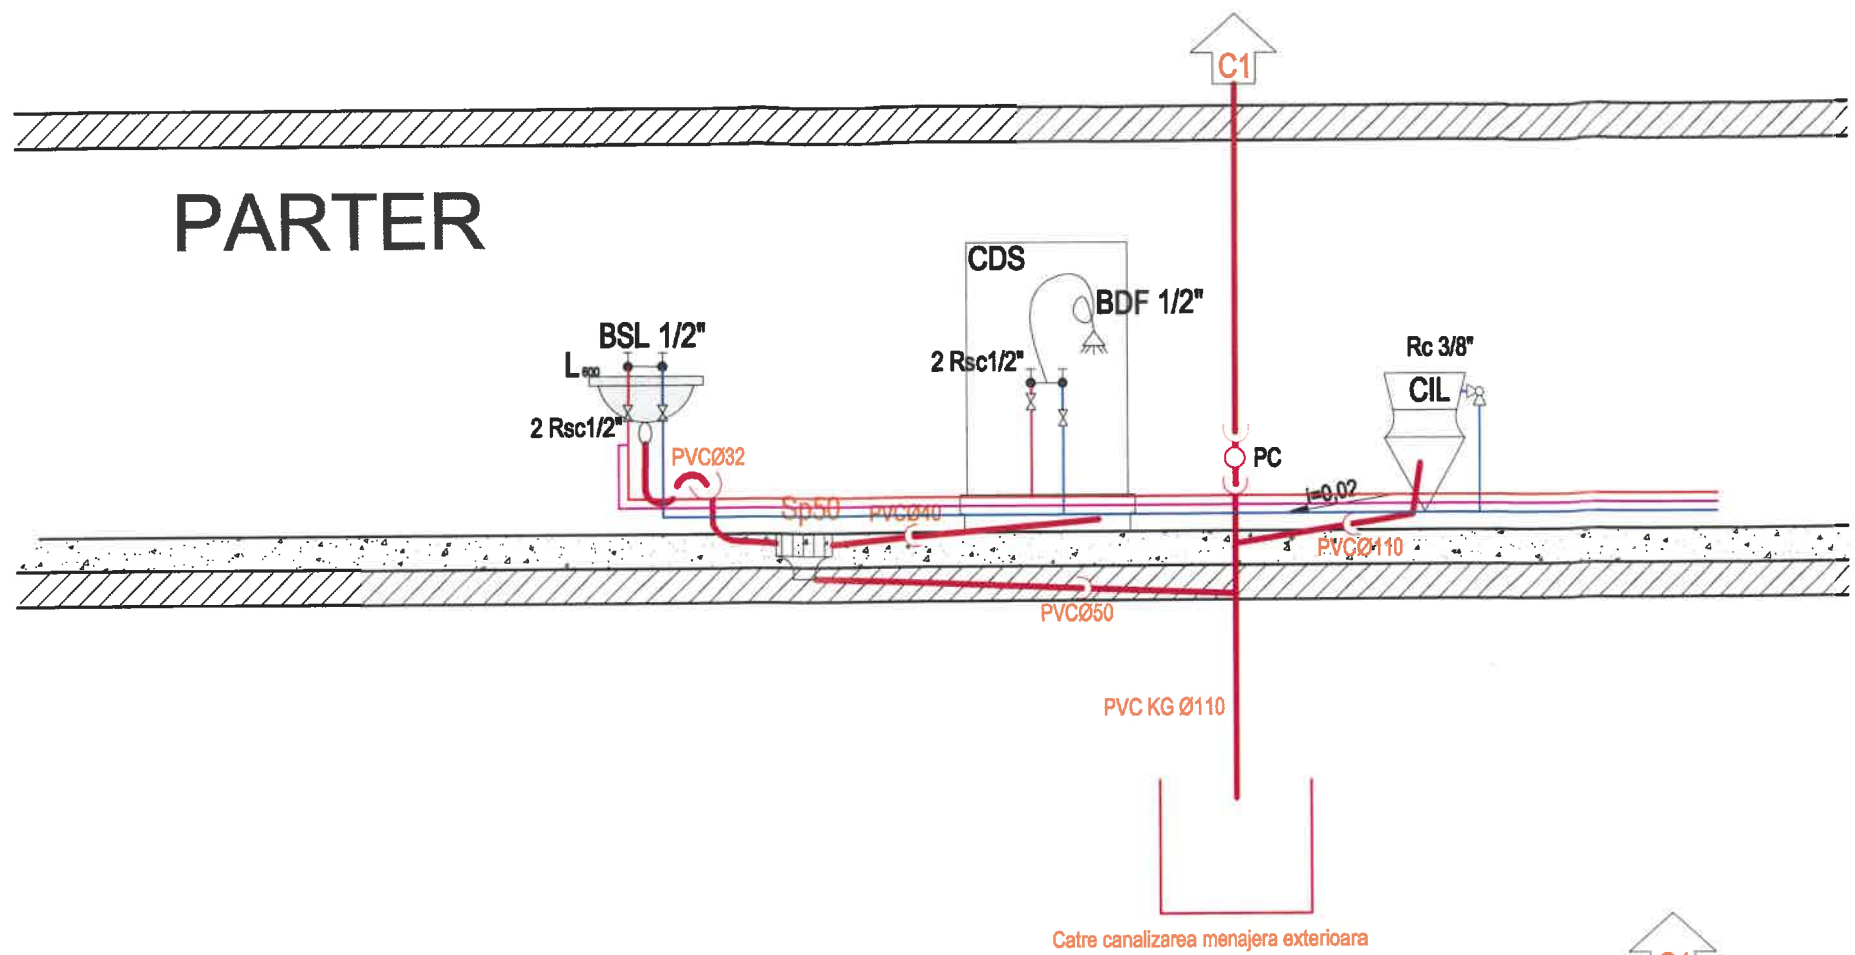 C1
PARTER
CDS
BDF 1/2"
BSL 1/2"
L600
2 Rsc1/2"
Rc 3/8"
CIL
2 Rsc1/2"
PVCØ32
PC
i=0,02
Sp50
PVCØ40
PVCØ110
PVCØ50
PVC KG Ø110
Catre canalizarea menajera exterioara